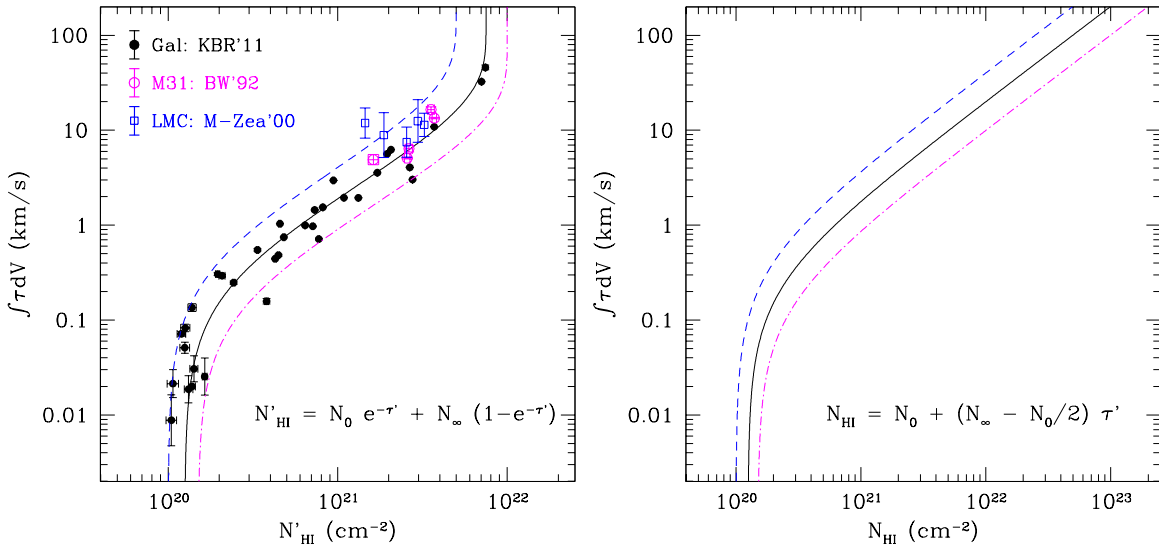 Gal: KBR'11
M31: BW'92
LMC: M-Zea'00
100
10
1
0.1
0.01
∫τdV (km/s)
N'HI = N0 e−τ' + N∞ (1−e−τ')
10^20
10^21
10^22
N'HI (cm−2)
100
10
1
0.1
0.01
∫τdV (km/s)
NHI = N0 + (N∞ − N0/2) τ'
10^20
10^21
10^22
10^23
NHI (cm−2)